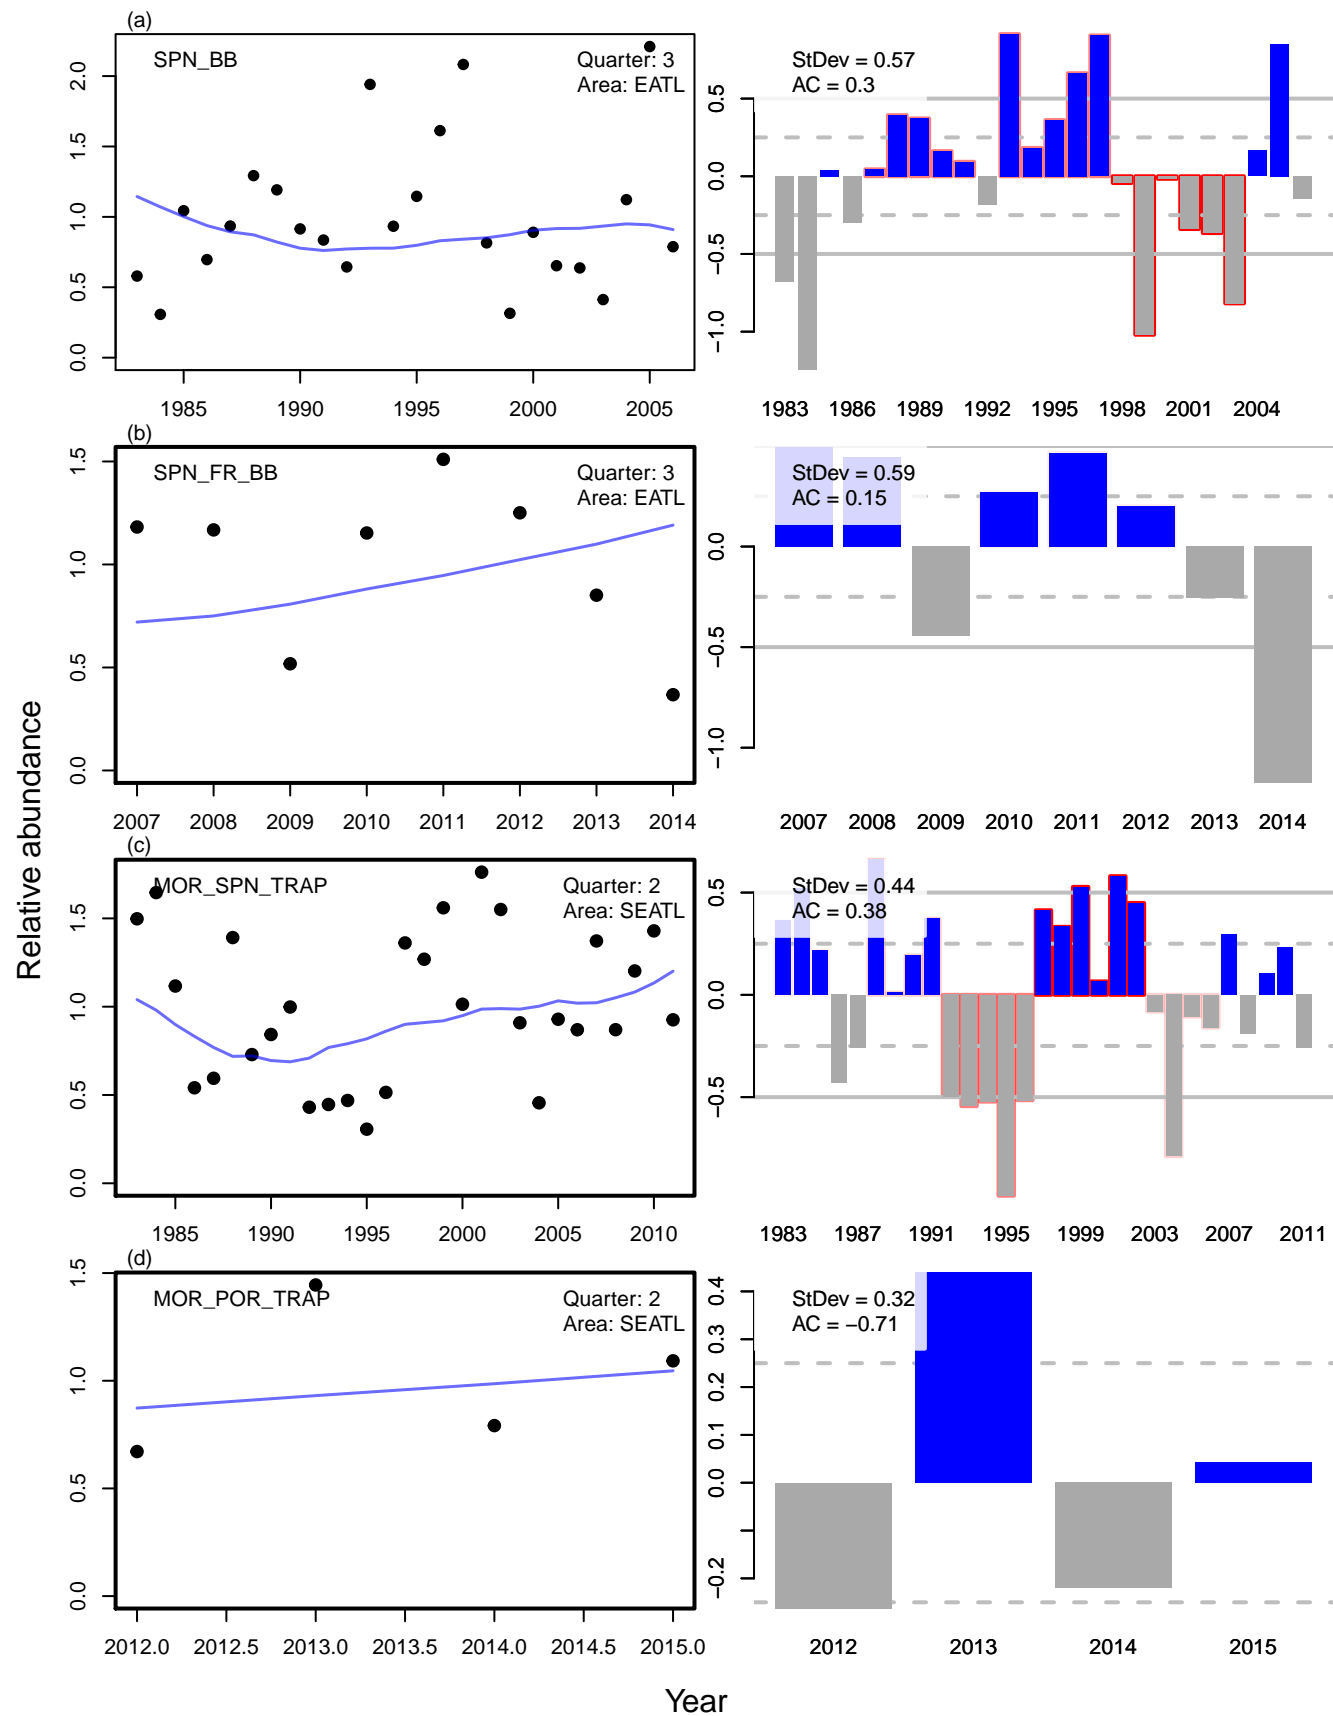 (a)
SPN_BB
Quarter: 3
Area: EATL
0.0 0.5 1.0 1.5 2.0
1985 1990 1995 2000 2005
StDev = 0.57
AC = 0.3
−1.0 −0.5 0.0 0.5
1983 1986 1989 1992 1995 1998 2001 2004
(b)
SPN_FR_BB
Quarter: 3
Area: EATL
0.0 0.5 1.0 1.5
2007 2008 2009 2010 2011 2012 2013 2014
StDev = 0.59
AC = 0.15
−1.0 −0.5 0.0
2007 2008 2009 2010 2011 2012 2013 2014
Relative abundance
(c)
MOR_SPN_TRAP
Quarter: 2
Area: SEATL
0.0 0.5 1.0 1.5
1985 1990 1995 2000 2005 2010
StDev = 0.44
AC = 0.38
−0.5 0.0 0.5
1983 1987 1991 1995 1999 2003 2007 2011
(d)
MOR_POR_TRAP
Quarter: 2
Area: SEATL
0.0 0.5 1.0 1.5
2012.0 2012.5 2013.0 2013.5 2014.0 2014.5 2015.0
StDev = 0.32
AC = −0.71
−0.2 0.0 0.1 0.2 0.3 0.4
2012 2013 2014 2015
Year